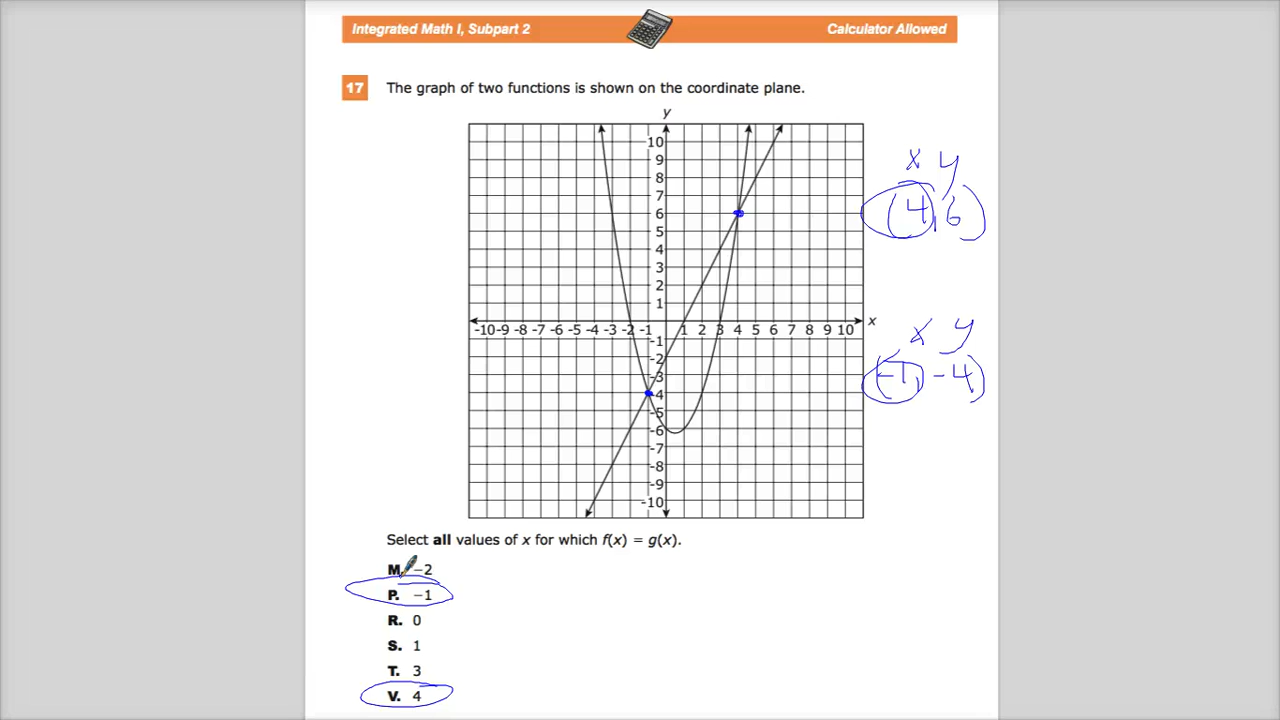 Integrated Math I, Subpart 2
Calculator Allowed
17 The graph of two functions is shown on the coordinate plane.
y
10
9
8
7
6
5
4
3
2
1
-10 -9 -8 -7 -6 -5 -4 -3 -2 -1 1 2 3 4 5 6 7 8 9 10 x
-1
-2
-3
-4
-5
-6
-7
-8
-9
-10
x y
(4, 6)
x y
(-1, -4)
Select all values of x for which f(x) = g(x).
M. −2
P. −1
R. 0
S. 1
T. 3
V. 4